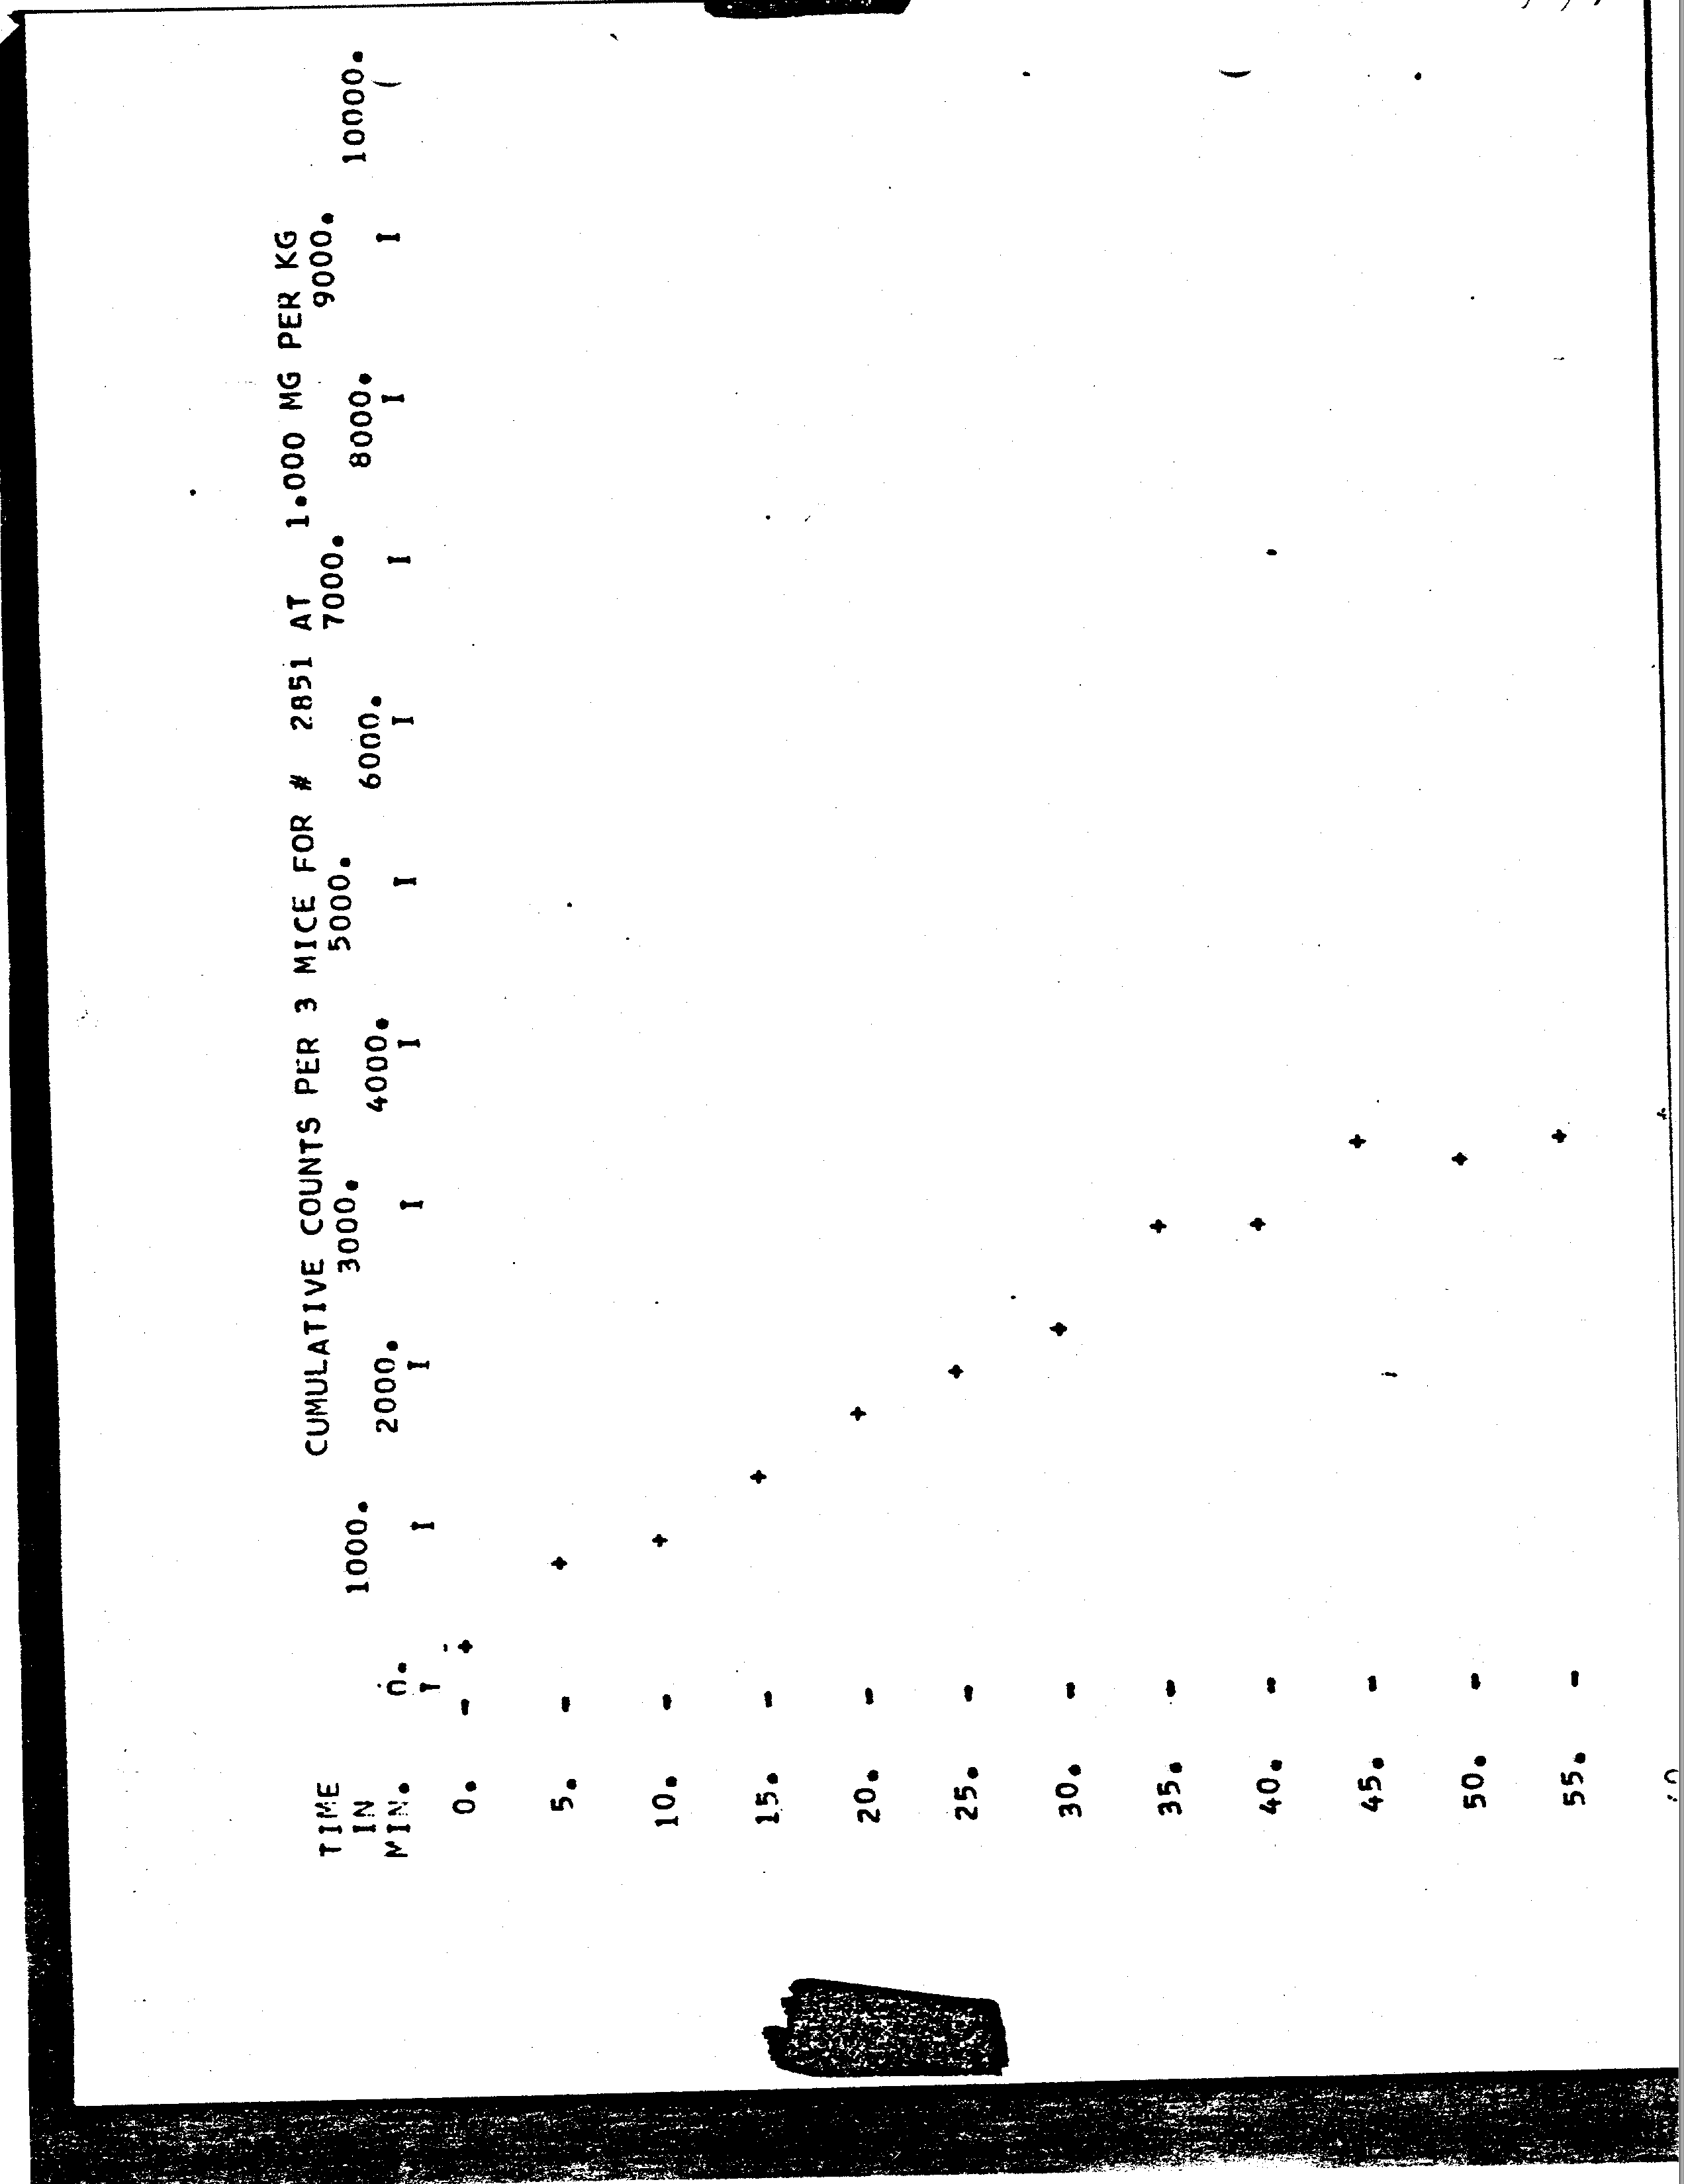 CUMULATIVE COUNTS PER 3 MICE FOR # 2851 AT 1.000 MG PER KG
TIME 1000. 3000. 5000. 7000. 9000.
IN
MIN. 0. 2000. 4000. 6000. 8000. 10000.
I I I I I I I I I
0. - +
5. - +
10. - +
15. - +
20. - +
25. - +
30. - +
35. - +
40. - +
45. - +
50. - +
55. - +